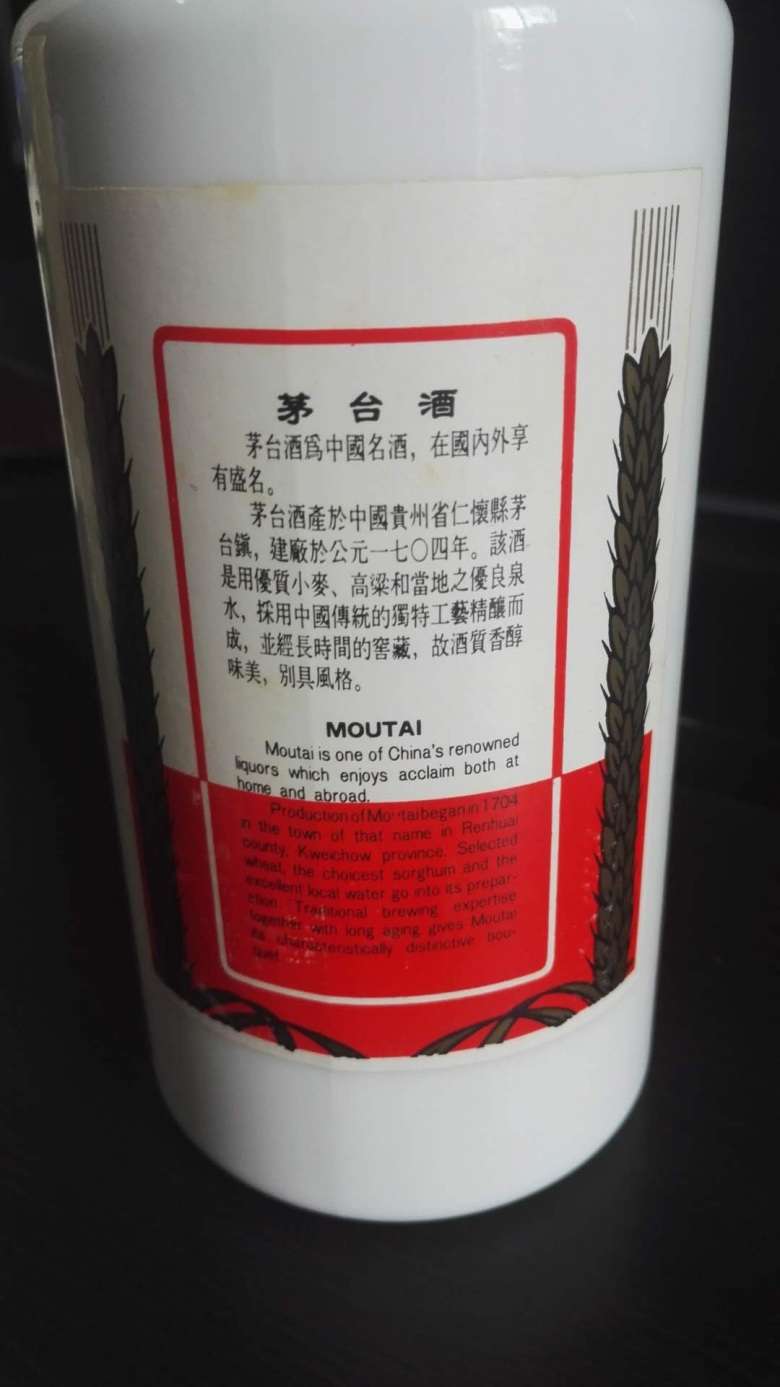 茅台酒
茅台酒爲中國名酒，在國內外享
有盛名。
茅台酒產於中國貴州省仁懷縣茅
台鎭，建廠於公元一七〇四年。該酒
是用優質小麥、高粱和當地之優良泉
水，採用中國傳統的獨特工藝精釀而
成，並經長時間的窖藏，故酒質香醇
味美，別具風格。
MOUTAI
Moutai is one of China's renowned
liquors which enjoys acclaim both at
home and abroad.
Production of Moutai began in 1704
in the town of that name in Renhuai
county, Kweichow province. Selected
wheat, the choicest sorghum and the
excellent local water go into its prepar-
ation. Traditional brewing expertise
together with long aging gives Moutai
its characteristically distinctive bou-
quet.